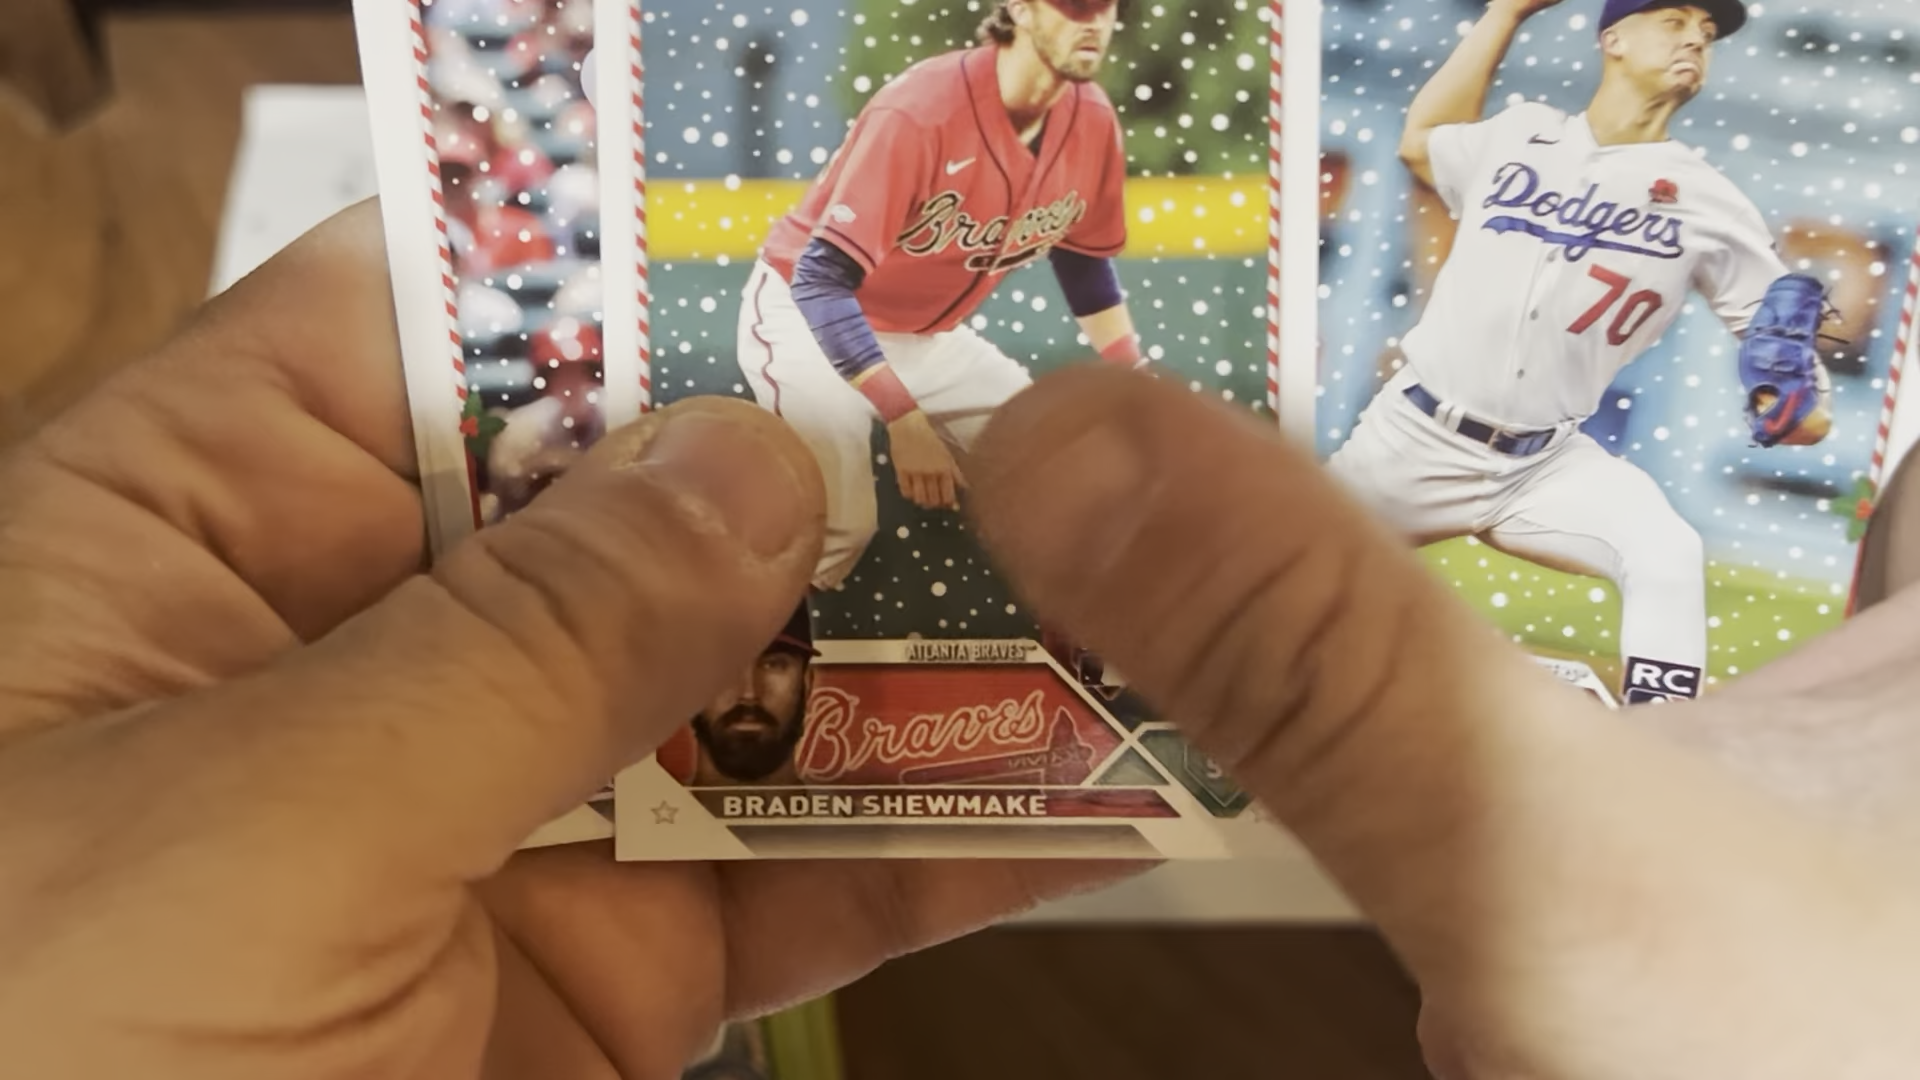 Braves
Dodgers
70
RC
ATLANTA BRAVES
Braves
BRADEN SHEWMAKE